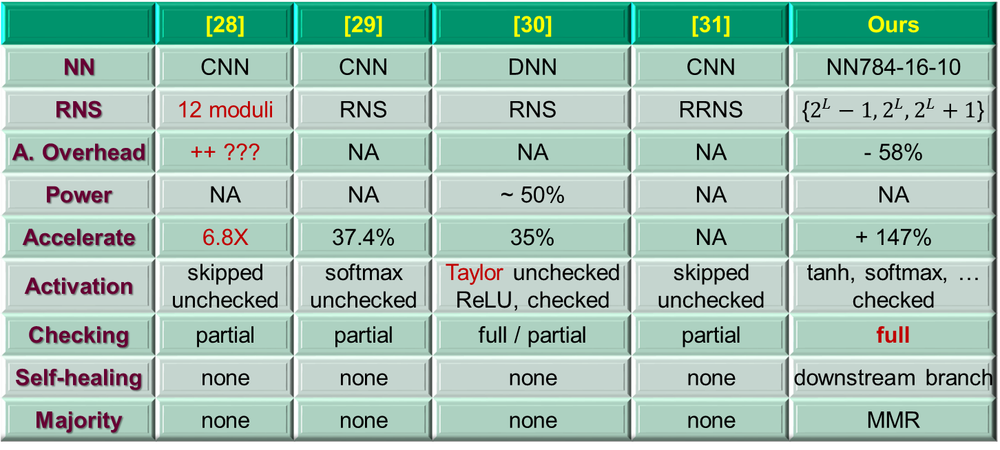 [28] [29] [30] [31] Ours
NN CNN CNN DNN CNN NN784-16-10
RNS 12 moduli RNS RNS RRNS {2^L − 1, 2^L, 2^L + 1}
A. Overhead ++ ??? NA NA NA - 58%
Power NA NA ~ 50% NA NA
Accelerate 6.8X 37.4% 35% NA + 147%
Activation skipped unchecked softmax unchecked Taylor unchecked ReLU, checked skipped unchecked tanh, softmax, … checked
Checking partial partial full / partial partial full
Self-healing none none none none downstream branch
Majority none none none none MMR